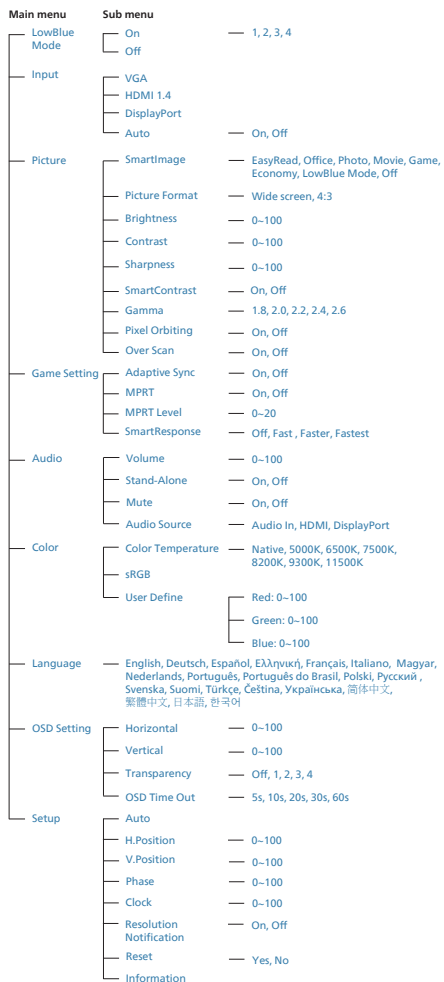 Main menu Sub menu
LowBlue Mode On 1, 2, 3, 4
Off
Input VGA
HDMI 1.4
DisplayPort
Auto On, Off
Picture SmartImage EasyRead, Office, Photo, Movie, Game,
Economy, LowBlue Mode, Off
Picture Format Wide screen, 4:3
Brightness 0~100
Contrast 0~100
Sharpness 0~100
SmartContrast On, Off
Gamma 1.8, 2.0, 2.2, 2.4, 2.6
Pixel Orbiting On, Off
Over Scan On, Off
Game Setting Adaptive Sync On, Off
MPRT On, Off
MPRT Level 0~20
SmartResponse Off, Fast , Faster, Fastest
Audio Volume 0~100
Stand-Alone On, Off
Mute On, Off
Audio Source Audio In, HDMI, DisplayPort
Color Color Temperature Native, 5000K, 6500K, 7500K,
8200K, 9300K, 11500K
sRGB
User Define Red: 0~100
Green: 0~100
Blue: 0~100
Language English, Deutsch, Español, Ελληνική, Français, Italiano, Magyar,
Nederlands, Português, Português do Brasil, Polski, Русский ,
Svenska, Suomi, Türkçe, Čeština, Українська, 简体中文,
繁體中文, 日本語, 한국어
OSD Setting Horizontal 0~100
Vertical 0~100
Transparency Off, 1, 2, 3, 4
OSD Time Out 5s, 10s, 20s, 30s, 60s
Setup Auto
H.Position 0~100
V.Position 0~100
Phase 0~100
Clock 0~100
Resolution On, Off
Notification
Reset Yes, No
Information